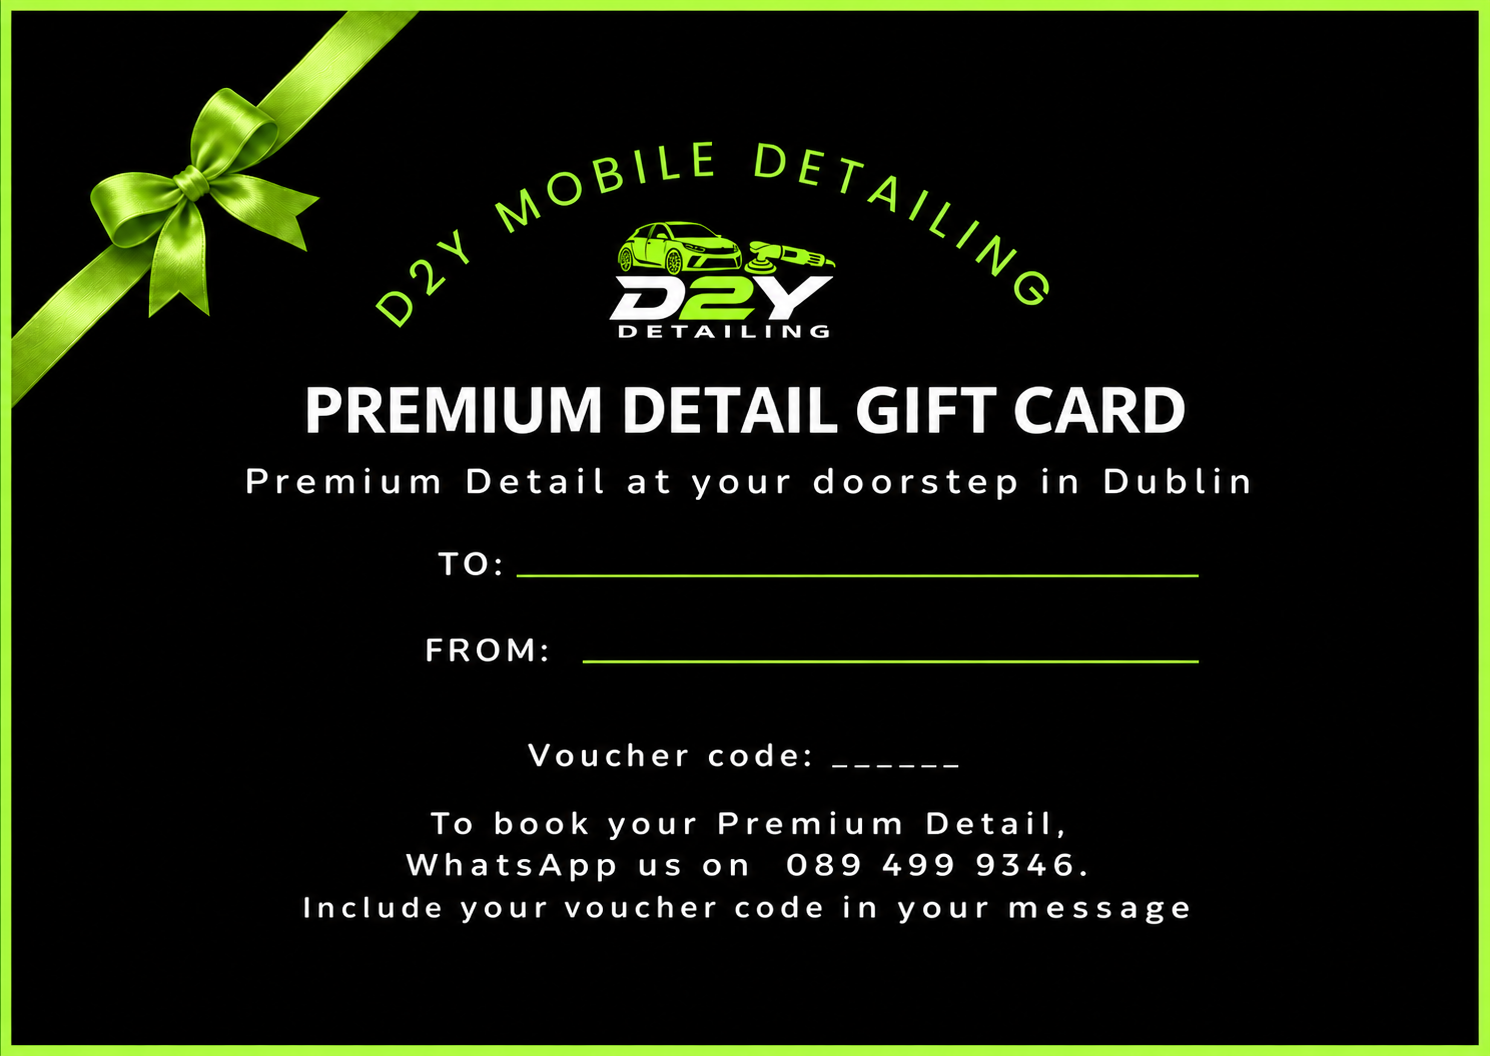 D2Y MOBILE DETAILING
D2Y
DETAILING
PREMIUM DETAIL GIFT CARD
Premium Detail at your doorstep in Dublin
TO:
FROM:
Voucher code: ______
To book your Premium Detail,
WhatsApp us on 089 499 9346.
Include your voucher code in your message